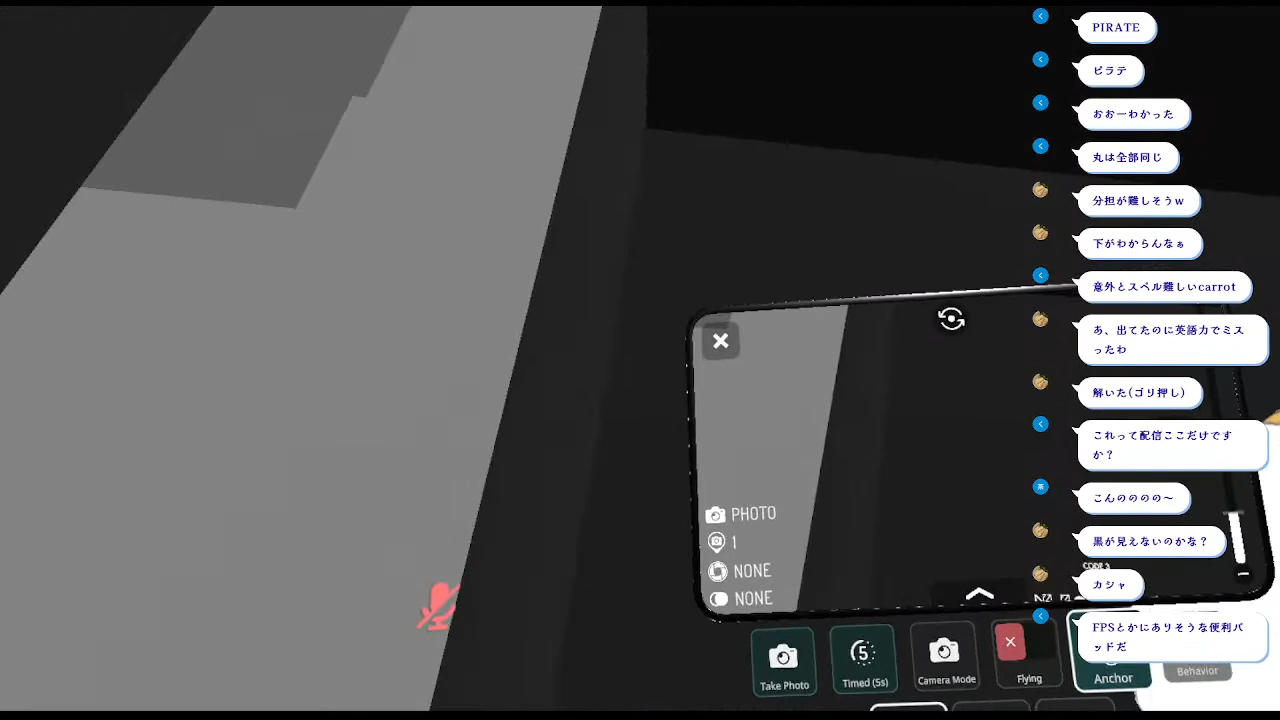 PIRATE
ピラテ
おおーわかった
丸は全部同じ
分担が難しそうw
下がわからんなぁ
意外とスペル難しいcarrot
あ、出てたのに英語力でミス
ったわ
解いた(ゴリ押し)
これって配信ここだけです
か？
こんのののの〜
黒が見えないのかな？
カシャ
FPSとかにありそうな便利パ
ッドだ
PHOTO
1
NONE
NONE
Take Photo
5
Timed (5s)
Camera Mode
Flying
Anchor
Behavior